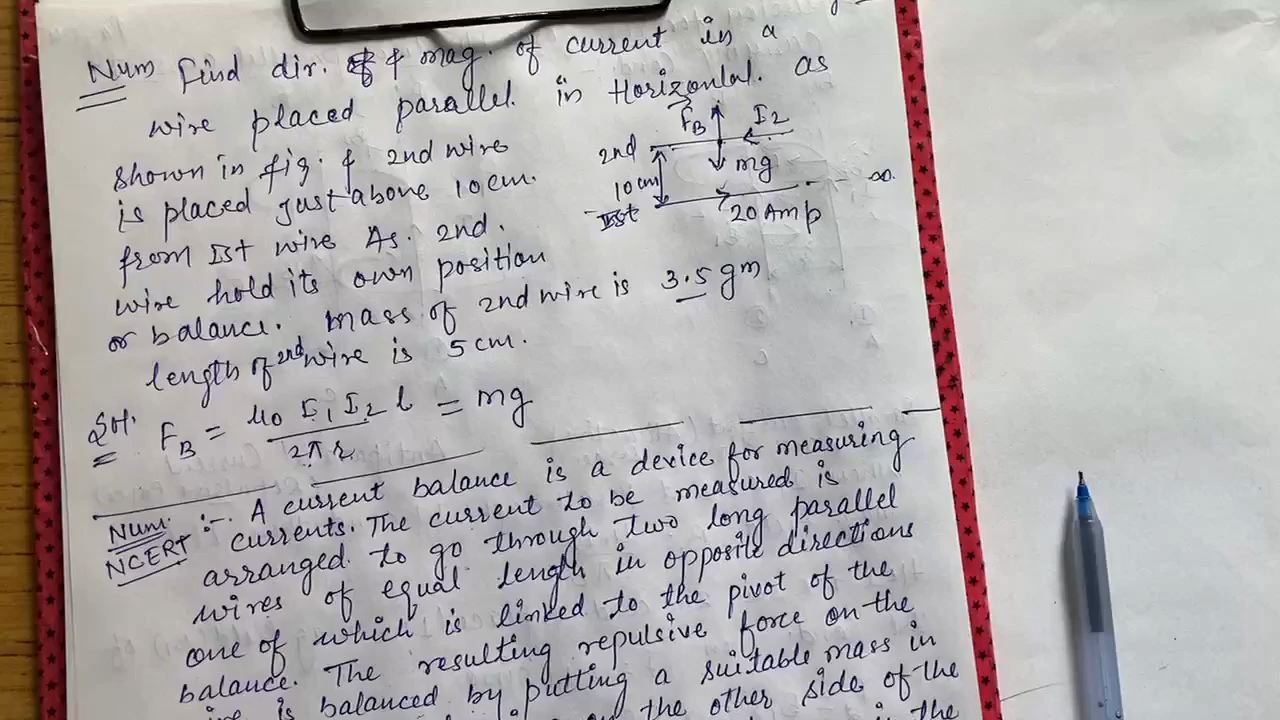 Num Find dir. & mag. of current in a
wire placed parallel in Horizontal. as
shown in fig. & 2nd wire
is placed just above 10cm.
from Ist wire As. 2nd.
wire hold its own position
or balance. mass of 2nd wire is 3.5 gm
length of 2nd wire is 5 cm.
F_B I2
2nd
mg
10cm
∞
Ist
20 Amp
Sol. F_B = μ0 I1 I2 l / 2π r = mg
Num. NCERT :- A current balance is a device for measuring
currents. The current to be measured is
arranged to go through two long parallel
wires of equal length in opposite directions
one of which is linked to the pivot of the
balance. The resulting repulsive force on the
is balanced by putting a suitable mass in
the other side of the
the